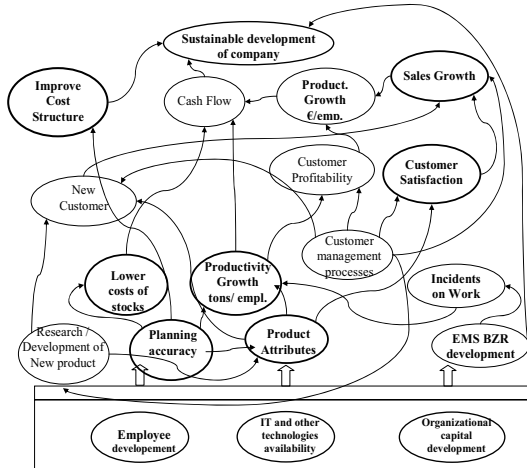 Sustainable development
of company
Improve
Cost
Structure
Cash Flow
Product.
Growth
€/emp.
Sales Growth
New
Customer
Customer
Profitability
Customer
Satisfaction
Customer
management
processes
Lower
costs of
stocks
Productivity
Growth
tons/ empl.
Incidents
on Work
Research /
Development of
New product
Planning
accuracy
Product
Attributes
EMS BZR
development
Employee
developement
IT and other
technologies
availability
Organizational
capital
development